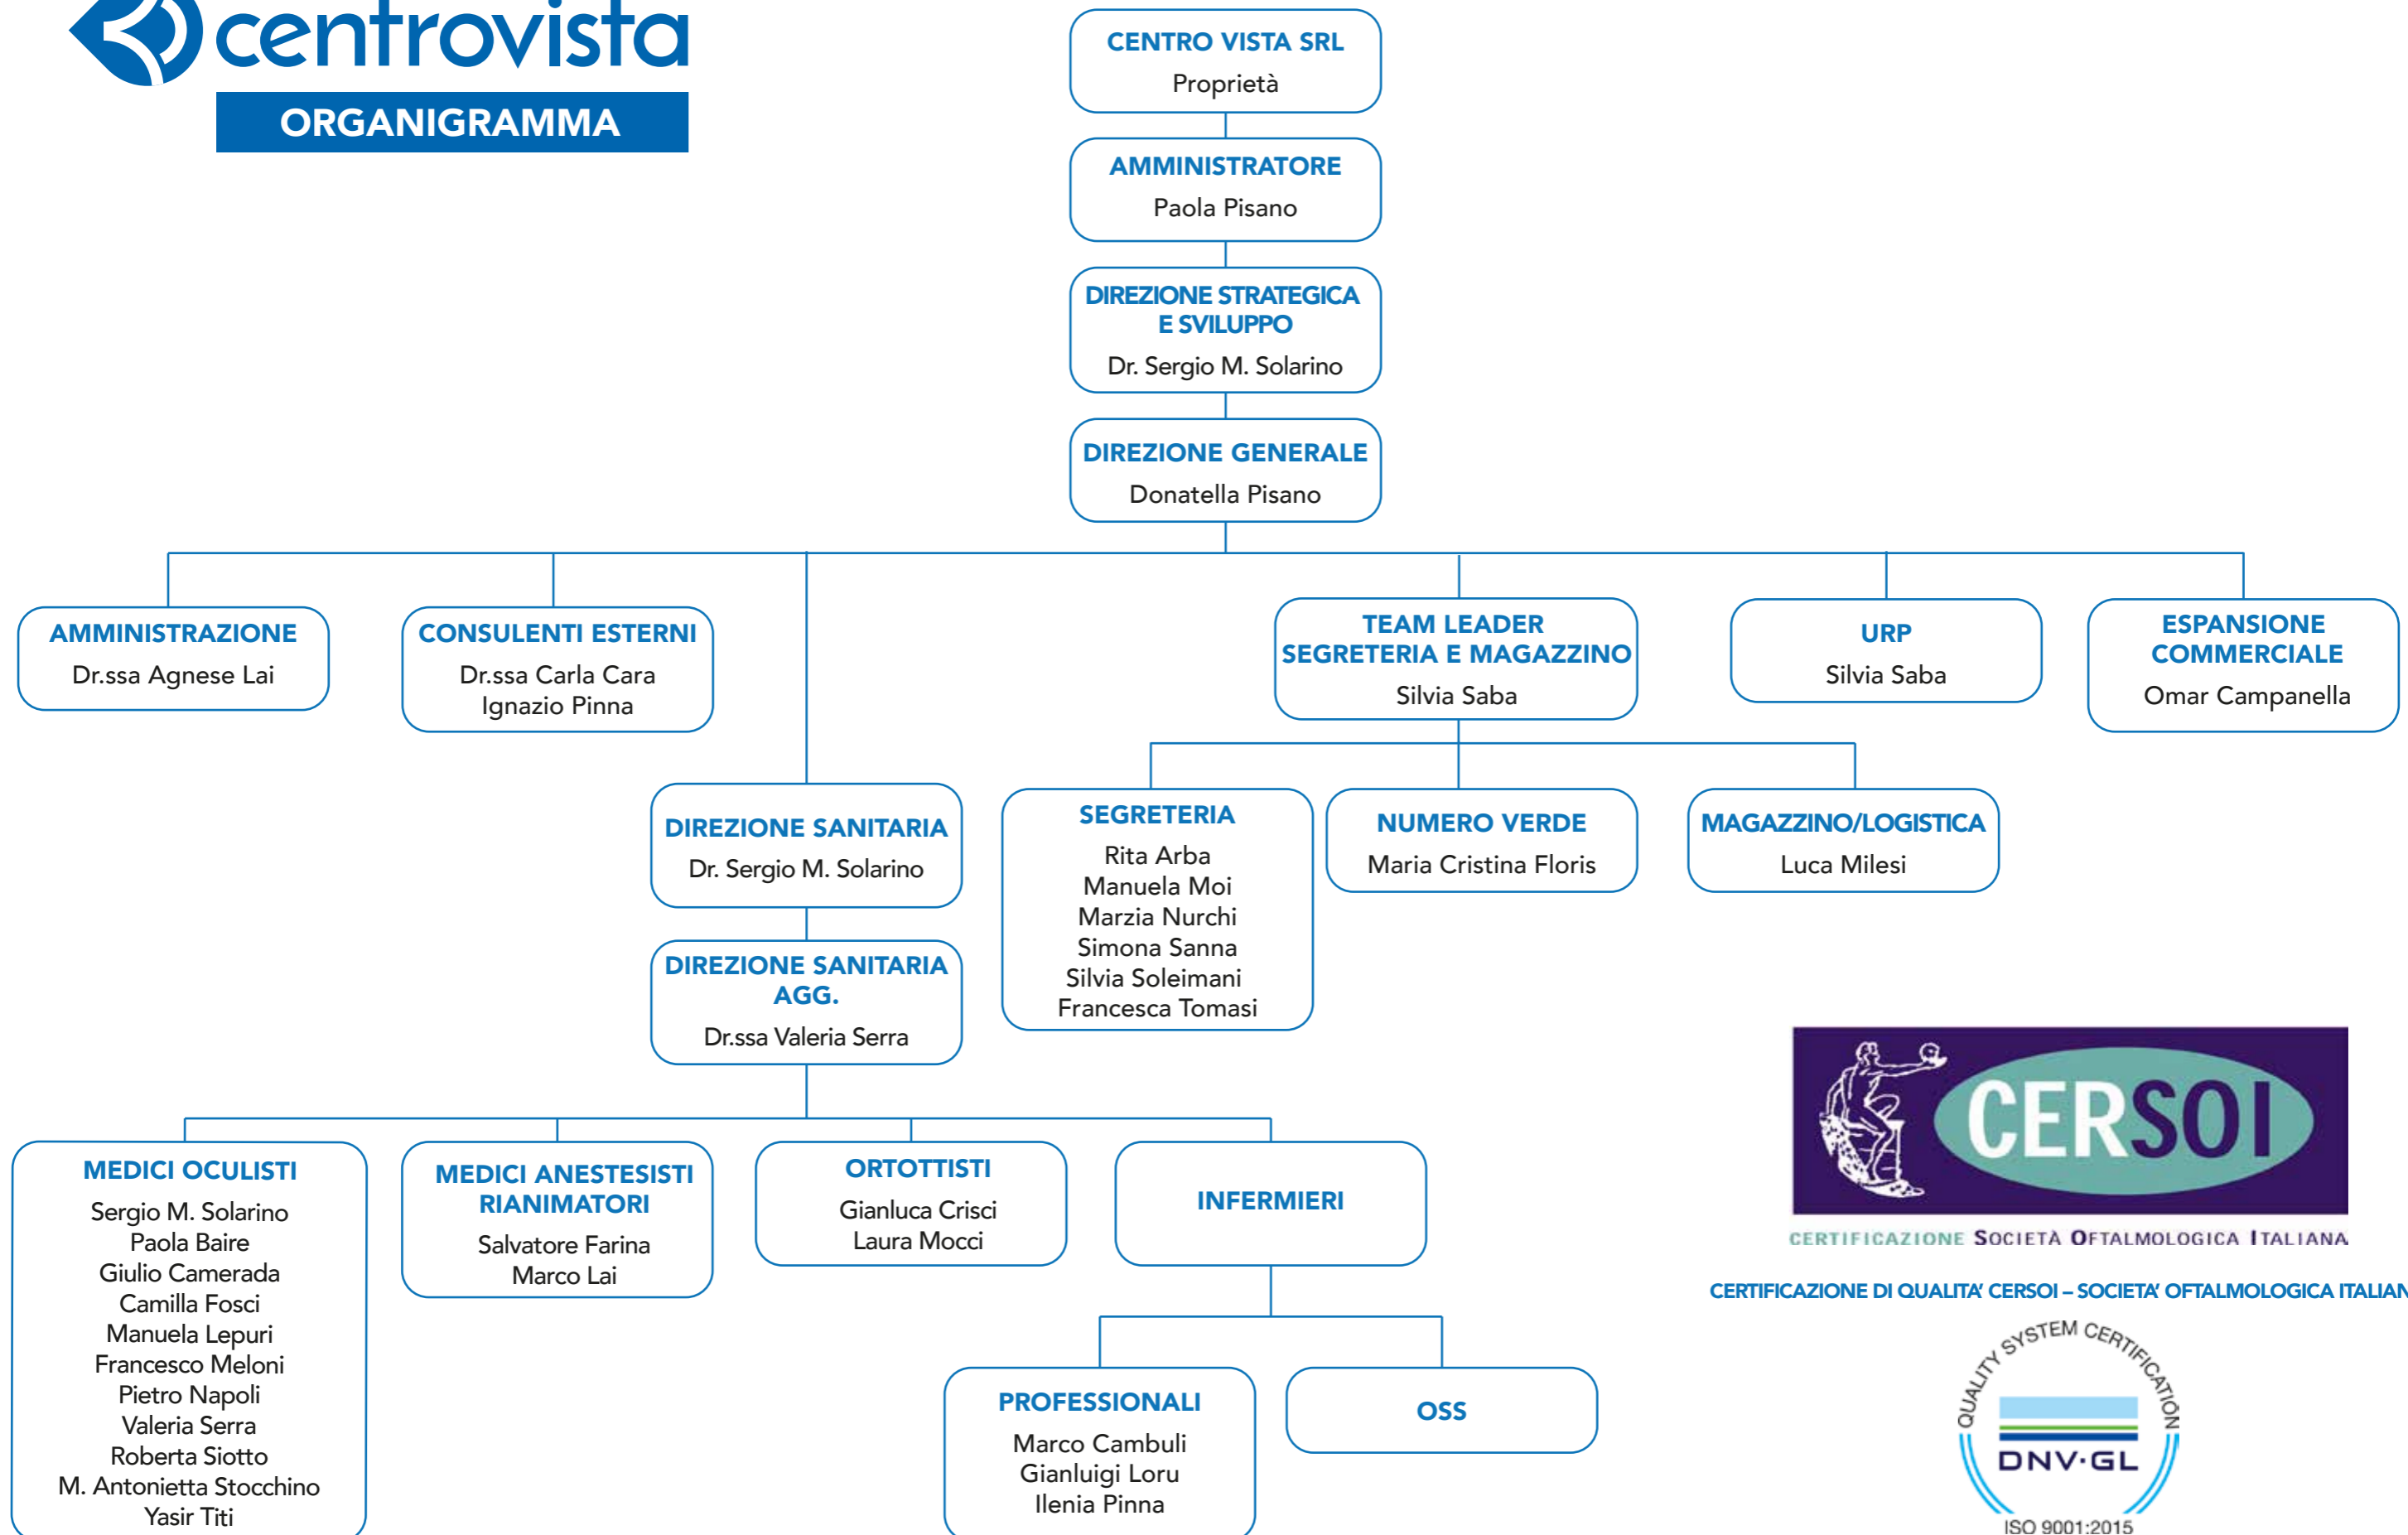 centrovista
ORGANIGRAMMA
CENTRO VISTA SRL
Proprietà
AMMINISTRATORE
Paola Pisano
DIREZIONE STRATEGICA
E SVILUPPO
Dr. Sergio M. Solarino
DIREZIONE GENERALE
Donatella Pisano
AMMINISTRAZIONE
Dr.ssa Agnese Lai
CONSULENTI ESTERNI
Dr.ssa Carla Cara
Ignazio Pinna
TEAM LEADER
SEGRETERIA E MAGAZZINO
Silvia Saba
URP
Silvia Saba
ESPANSIONE
COMMERCIALE
Omar Campanella
DIREZIONE SANITARIA
Dr. Sergio M. Solarino
SEGRETERIA
Rita Arba
Manuela Moi
Marzia Nurchi
Simona Sanna
Silvia Soleimani
Francesca Tomasi
NUMERO VERDE
Maria Cristina Floris
MAGAZZINO/LOGISTICA
Luca Milesi
DIREZIONE SANITARIA
AGG.
Dr.ssa Valeria Serra
MEDICI OCULISTI
Sergio M. Solarino
Paola Baire
Giulio Camerada
Camilla Fosci
Manuela Lepuri
Francesco Meloni
Pietro Napoli
Valeria Serra
Roberta Siotto
M. Antonietta Stocchino
Yasir Titi
MEDICI ANESTESISTI
RIANIMATORI
Salvatore Farina
Marco Lai
ORTOTTISTI
Gianluca Crisci
Laura Mocci
INFERMIERI
PROFESSIONALI
Marco Cambuli
Gianluigi Loru
Ilenia Pinna
OSS
CERSOI
CERTIFICAZIONE SOCIETÀ OFTALMOLOGICA ITALIANA
CERTIFICAZIONE DI QUALITA' CERSOI – SOCIETA' OFTALMOLOGICA ITALIAN
QUALITY SYSTEM CERTIFICATION
DNV·GL
ISO 9001:2015